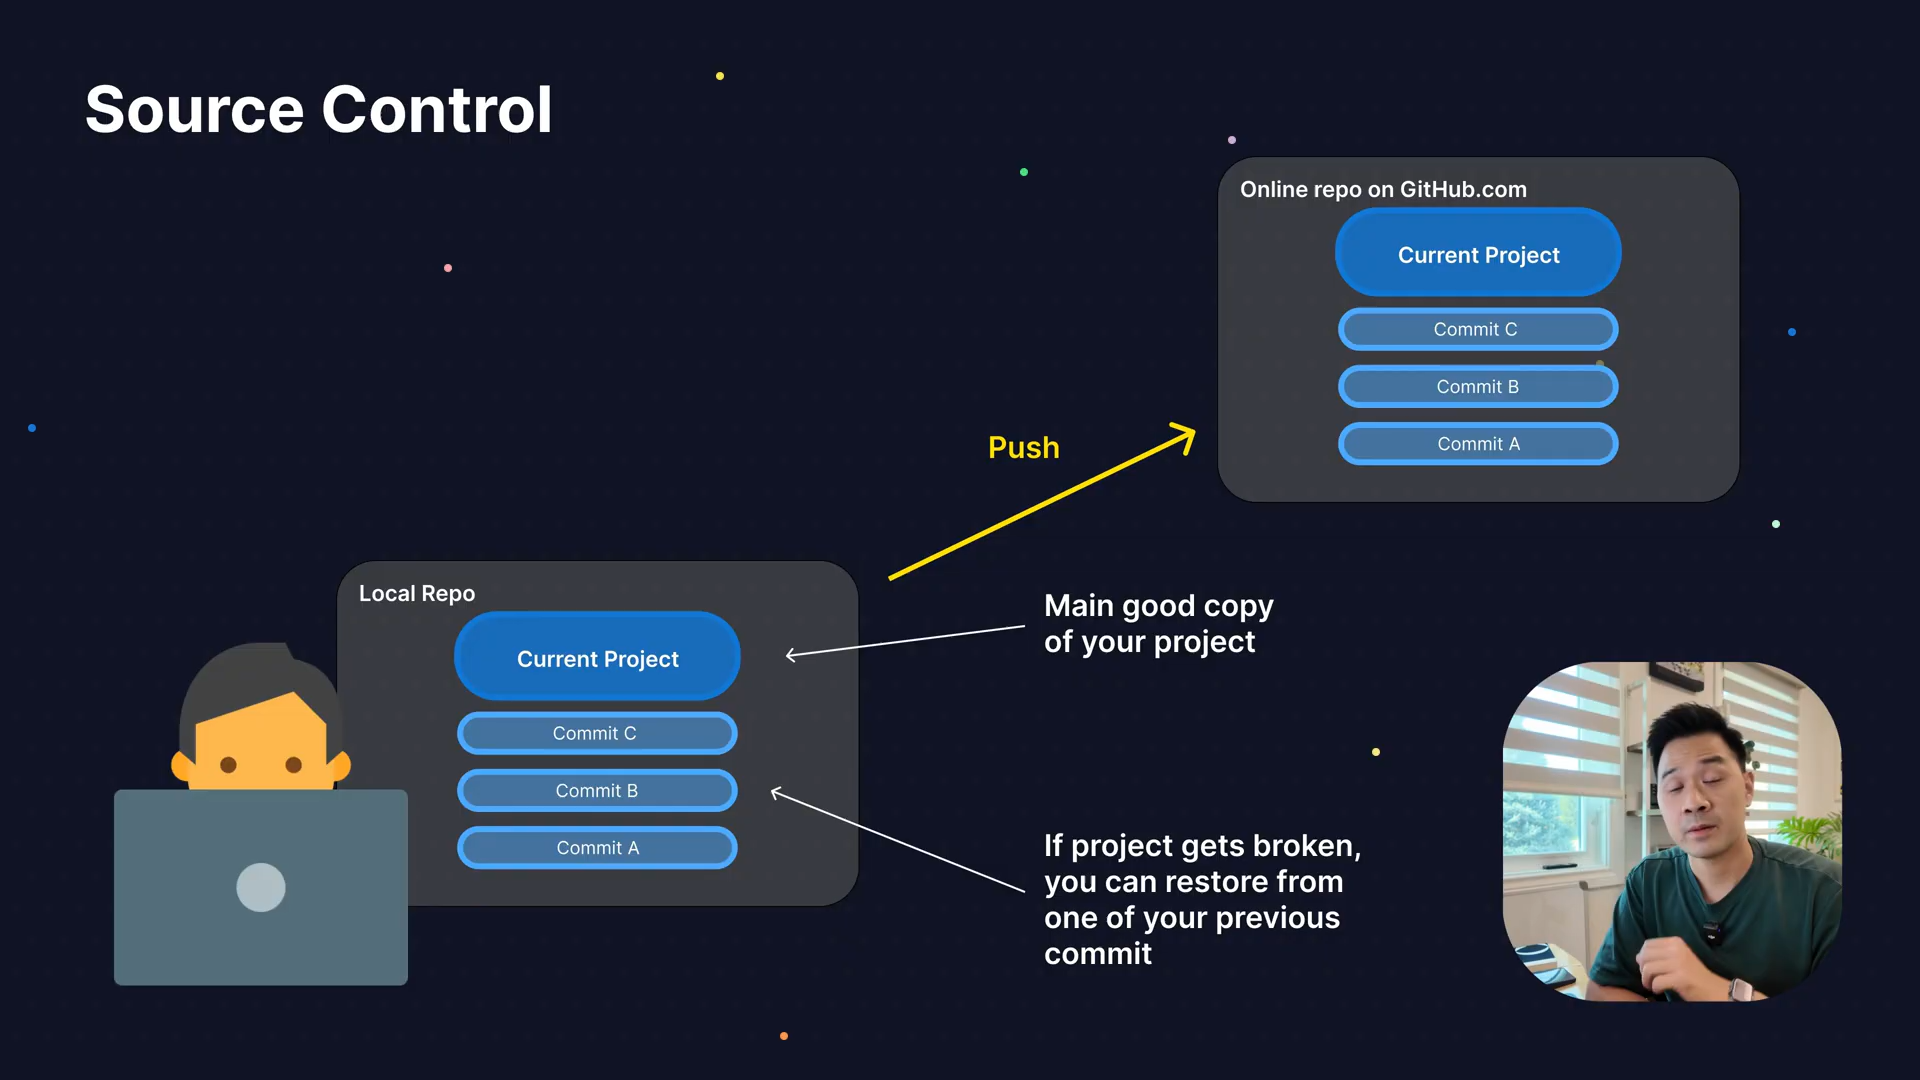 Source Control
Online repo on GitHub.com
Current Project
Commit C
Commit B
Commit A
Push
Local Repo
Current Project
Commit C
Commit B
Commit A
Main good copy
of your project
If project gets broken,
you can restore from
one of your previous
commit